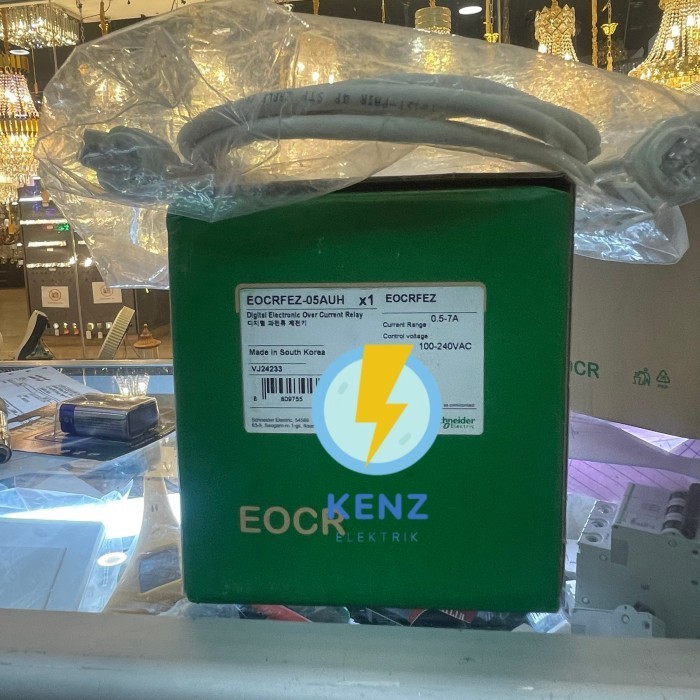 EOCRFEZ-05AUH x1 EOCRFEZ
Digital Electronic Over Current Relay
디지털 과전류 계전기
Current Range : 0.5-7A
Control voltage :
100-240VAC
Made in South Korea
VJ24233
8 809755
Schneider Electric
EOCR
KENZ
ELEKTRIK
OCR